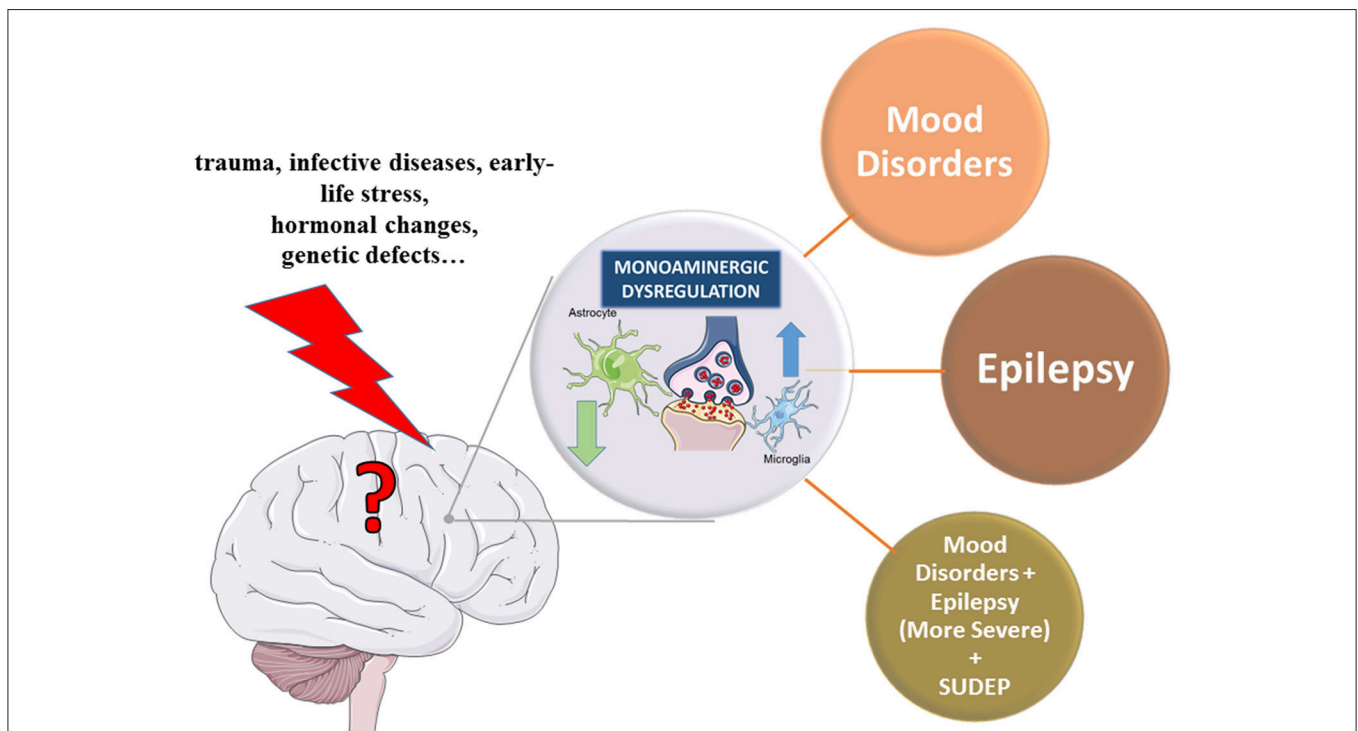 trauma, infective diseases, early-
life stress,
hormonal changes,
genetic defects…
?
MONOAMINERGIC
DYSREGULATION
Astrocyte
Microglia
Mood
Disorders
Epilepsy
Mood
Disorders +
Epilepsy
(More Severe)
+
SUDEP